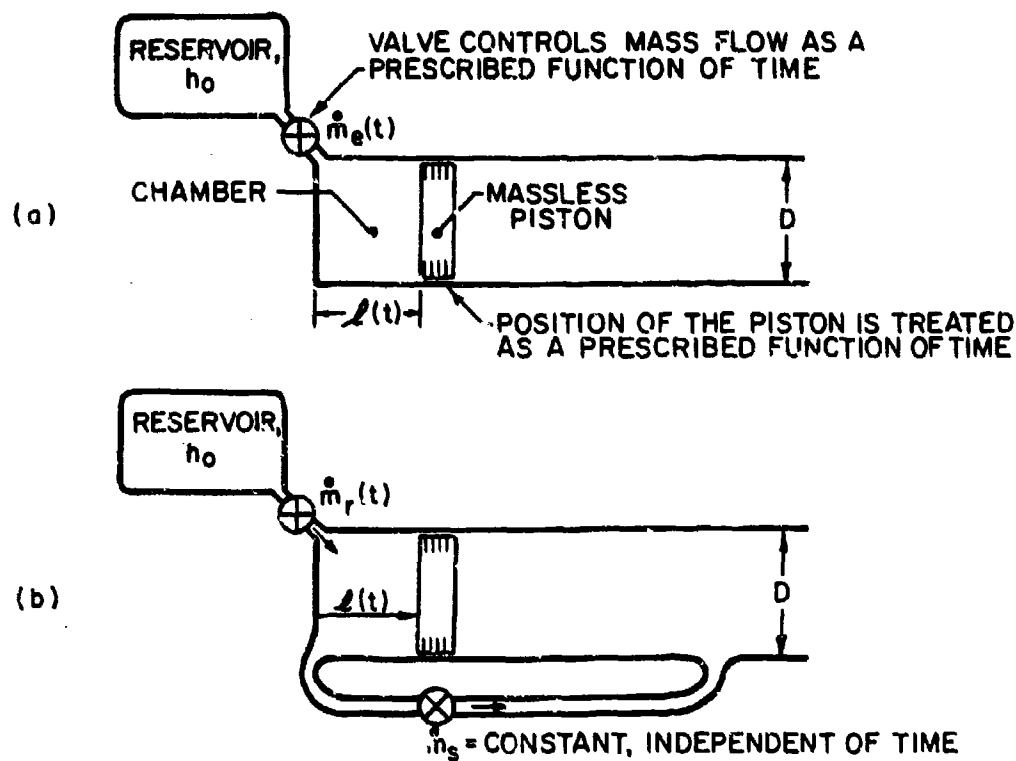 RESERVOIR,
h₀
VALVE CONTROLS MASS FLOW AS A
PRESCRIBED FUNCTION OF TIME
ṁₑ(t)
CHAMBER
MASSLESS
PISTON
(a)
D
ℓ(t)
POSITION OF THE PISTON IS TREATED
AS A PRESCRIBED FUNCTION OF TIME
RESERVOIR,
h₀
ṁᵣ(t)
(b)
ℓ(t)
D
ṁₛ = CONSTANT, INDEPENDENT OF TIME